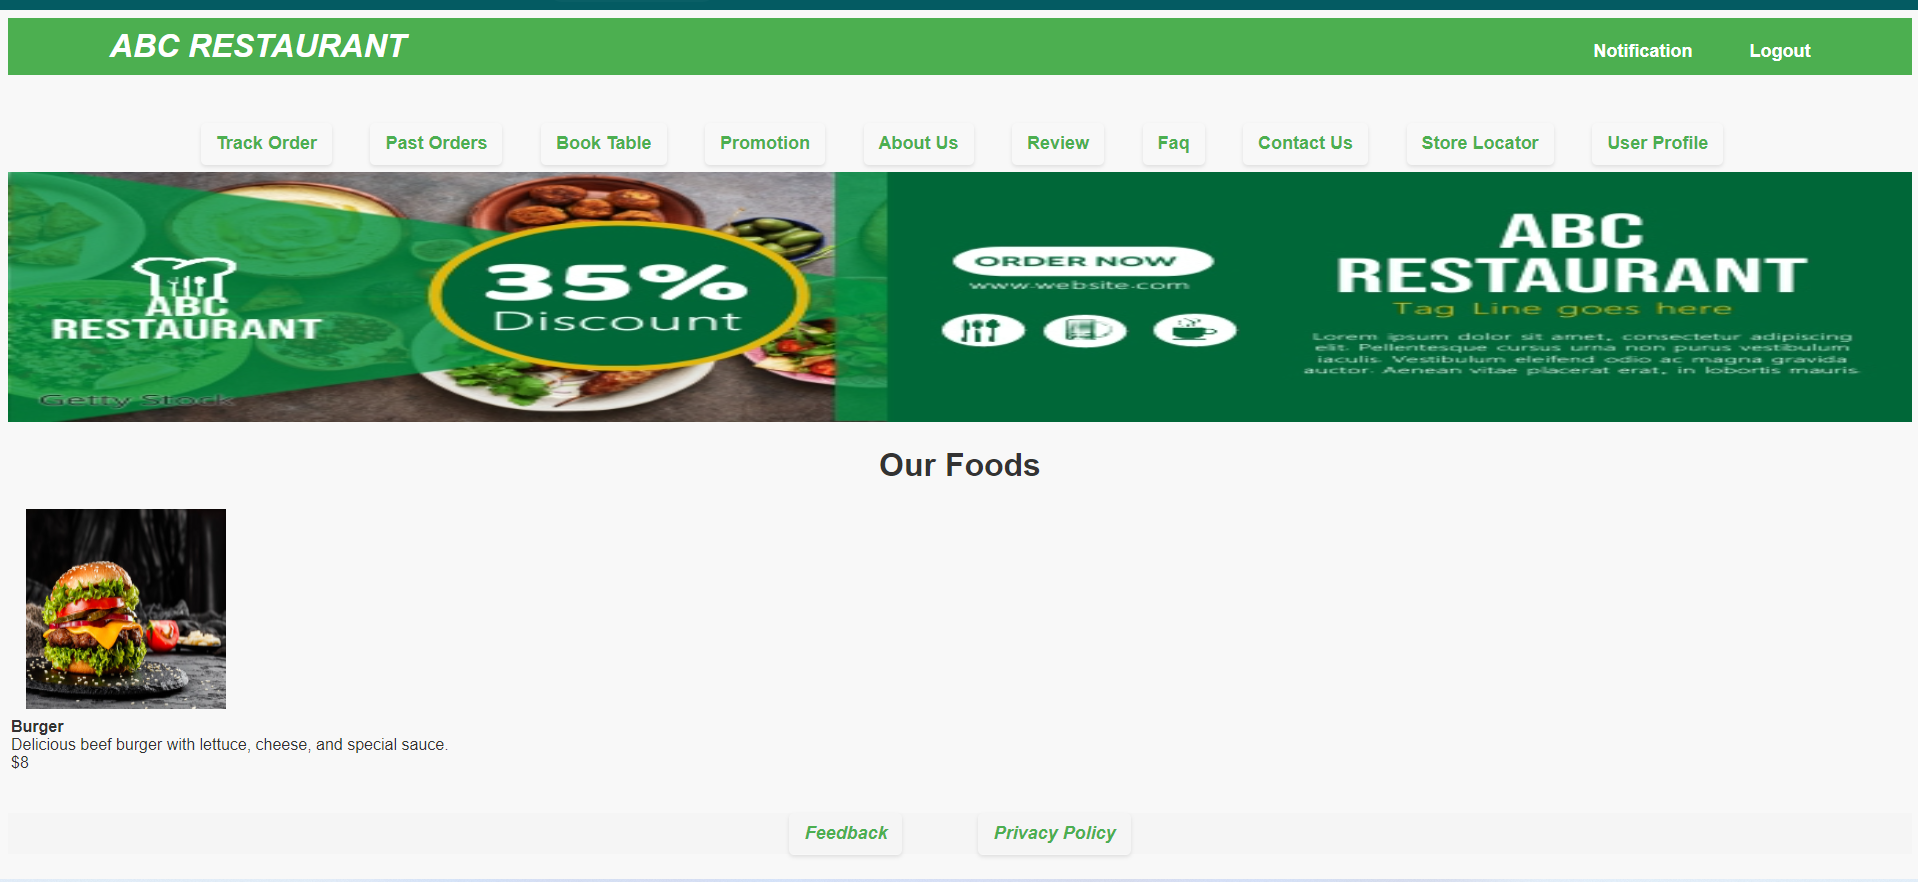 ABC RESTAURANT
Notification
Logout
Track Order
Past Orders
Book Table
Promotion
About Us
Review
Faq
Contact Us
Store Locator
User Profile
ABC
RESTAURANT
35%
Discount
Getty Stock
ORDER NOW
www.website.com
ABC
RESTAURANT
Tag Line goes here
Lorem ipsum dolor sit amet, consectetur adipiscing
elit. Pellentesque cursus urna non purus vestibulum
iaculis. Vestibulum eleifend odio ac magna gravida
auctor. Aenean vitae placerat erat, in lobortis mauris.
Our Foods
Burger
Delicious beef burger with lettuce, cheese, and special sauce.
$8
Feedback
Privacy Policy